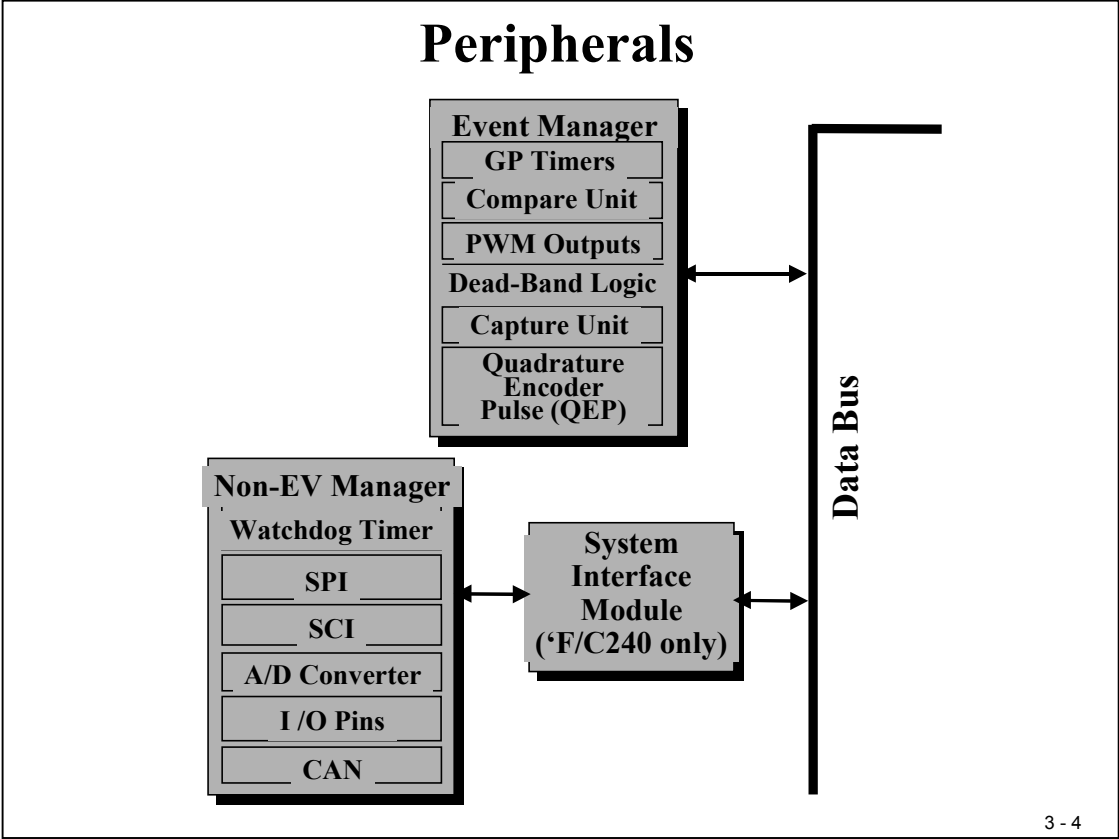 Peripherals
Event Manager
GP Timers
Compare Unit
PWM Outputs
Dead-Band Logic
Capture Unit
Quadrature
Encoder
Pulse (QEP)
Data Bus
Non-EV Manager
Watchdog Timer
SPI
SCI
A/D Converter
I /O Pins
CAN
System
Interface
Module
(‘F/C240 only)
3 - 4